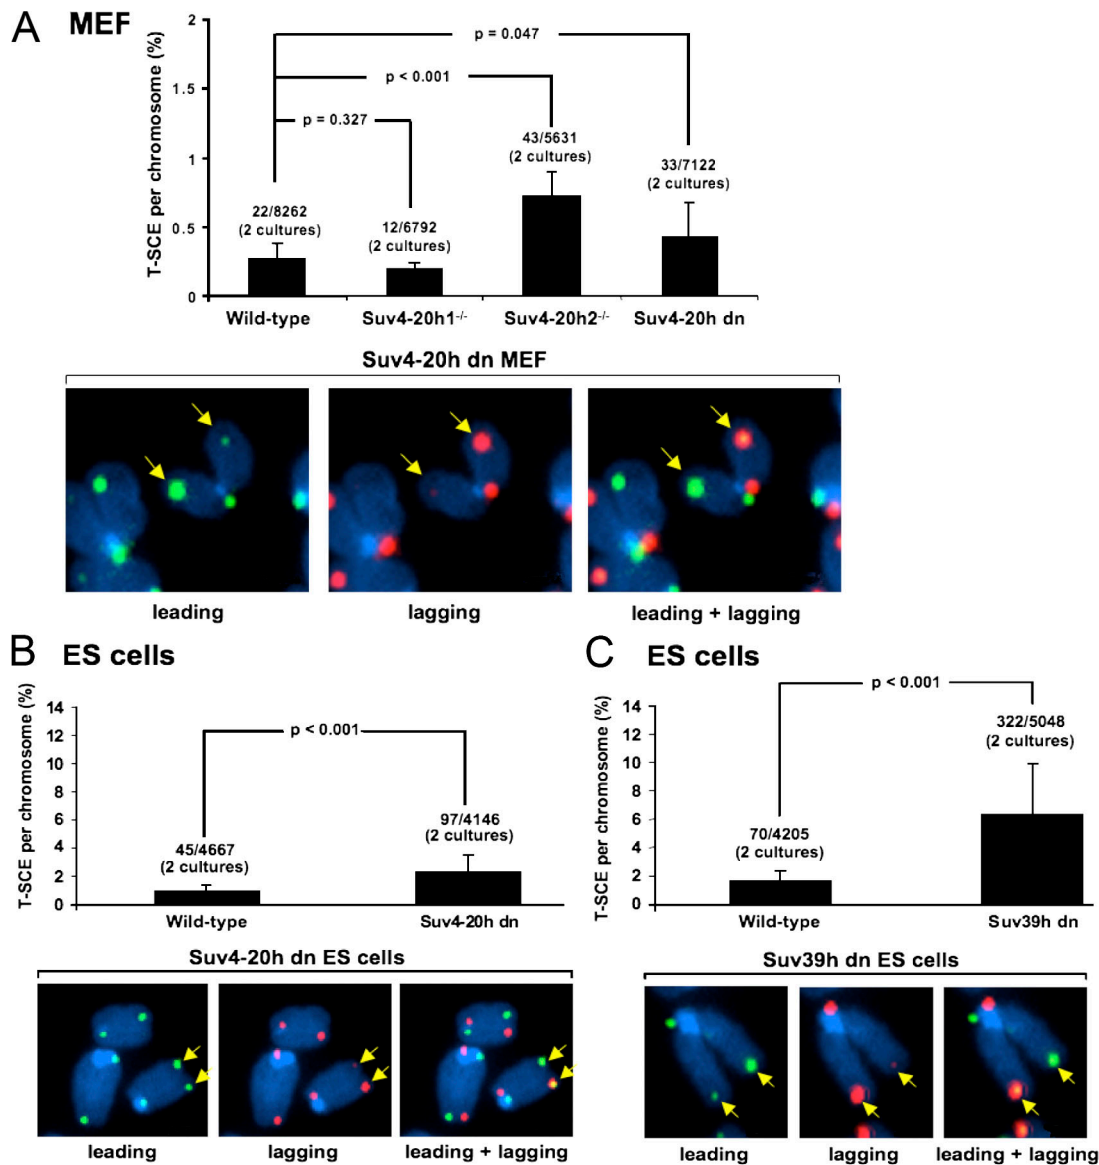 A MEF
T-SCE per chromosome (%)
2
1.5
1
0.5
0
p = 0.047
p < 0.001
p = 0.327
22/8262
(2 cultures)
12/6792
(2 cultures)
43/5631
(2 cultures)
33/7122
(2 cultures)
Wild-type Suv4-20h1-/- Suv4-20h2-/- Suv4-20h dn
Suv4-20h dn MEF
leading lagging leading + lagging
B ES cells
T-SCE per chromosome (%)
14
12
10
8
6
4
2
0
p < 0.001
45/4667
(2 cultures)
97/4146
(2 cultures)
Wild-type Suv4-20h dn
Suv4-20h dn ES cells
leading lagging leading + lagging
C ES cells
T-SCE per chromosome (%)
14
12
10
8
6
4
2
0
p < 0.001
70/4205
(2 cultures)
322/5048
(2 cultures)
Wild-type Suv39h dn
Suv39h dn ES cells
leading lagging leading + lagging